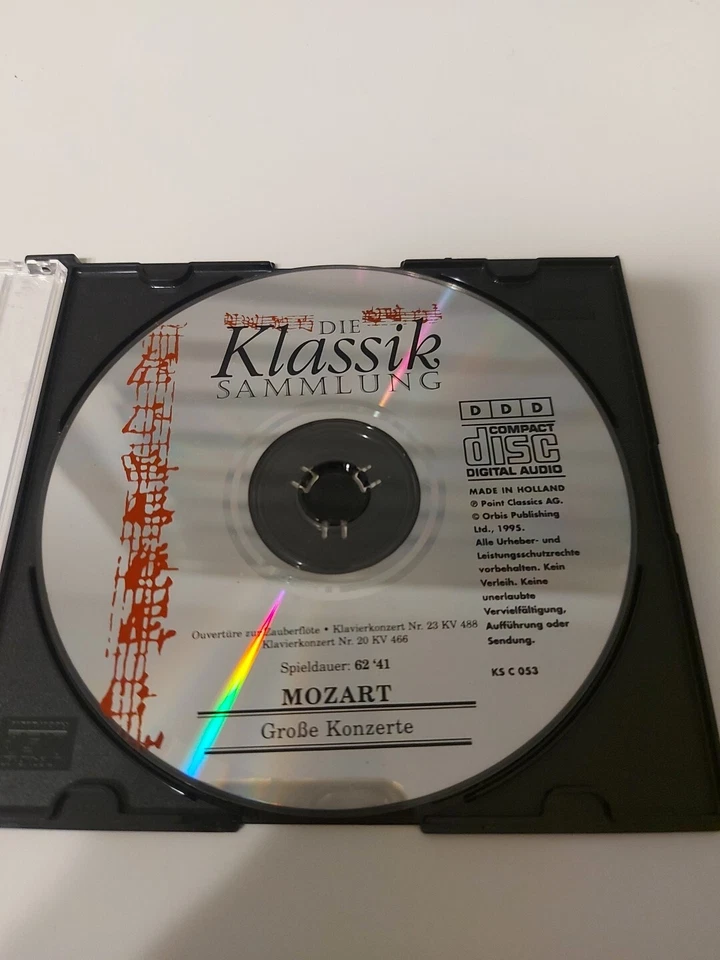 DIE
Klassik
SAMMLUNG
DDD
COMPACT
disc
DIGITAL AUDIO
MADE IN HOLLAND
℗ Point Classics AG.
© Orbis Publishing
Ltd., 1995.
Alle Urheber- und
Leistungsschutzrechte
vorbehalten. Kein
Verleih. Keine
unerlaubte
Vervielfältigung,
Aufführung oder
Sendung.
KS C 053
Ouvertüre zur Zauberflöte • Klavierkonzert Nr. 23 KV 488
Klavierkonzert Nr. 20 KV 466
Spieldauer: 62 '41
MOZART
Große Konzerte